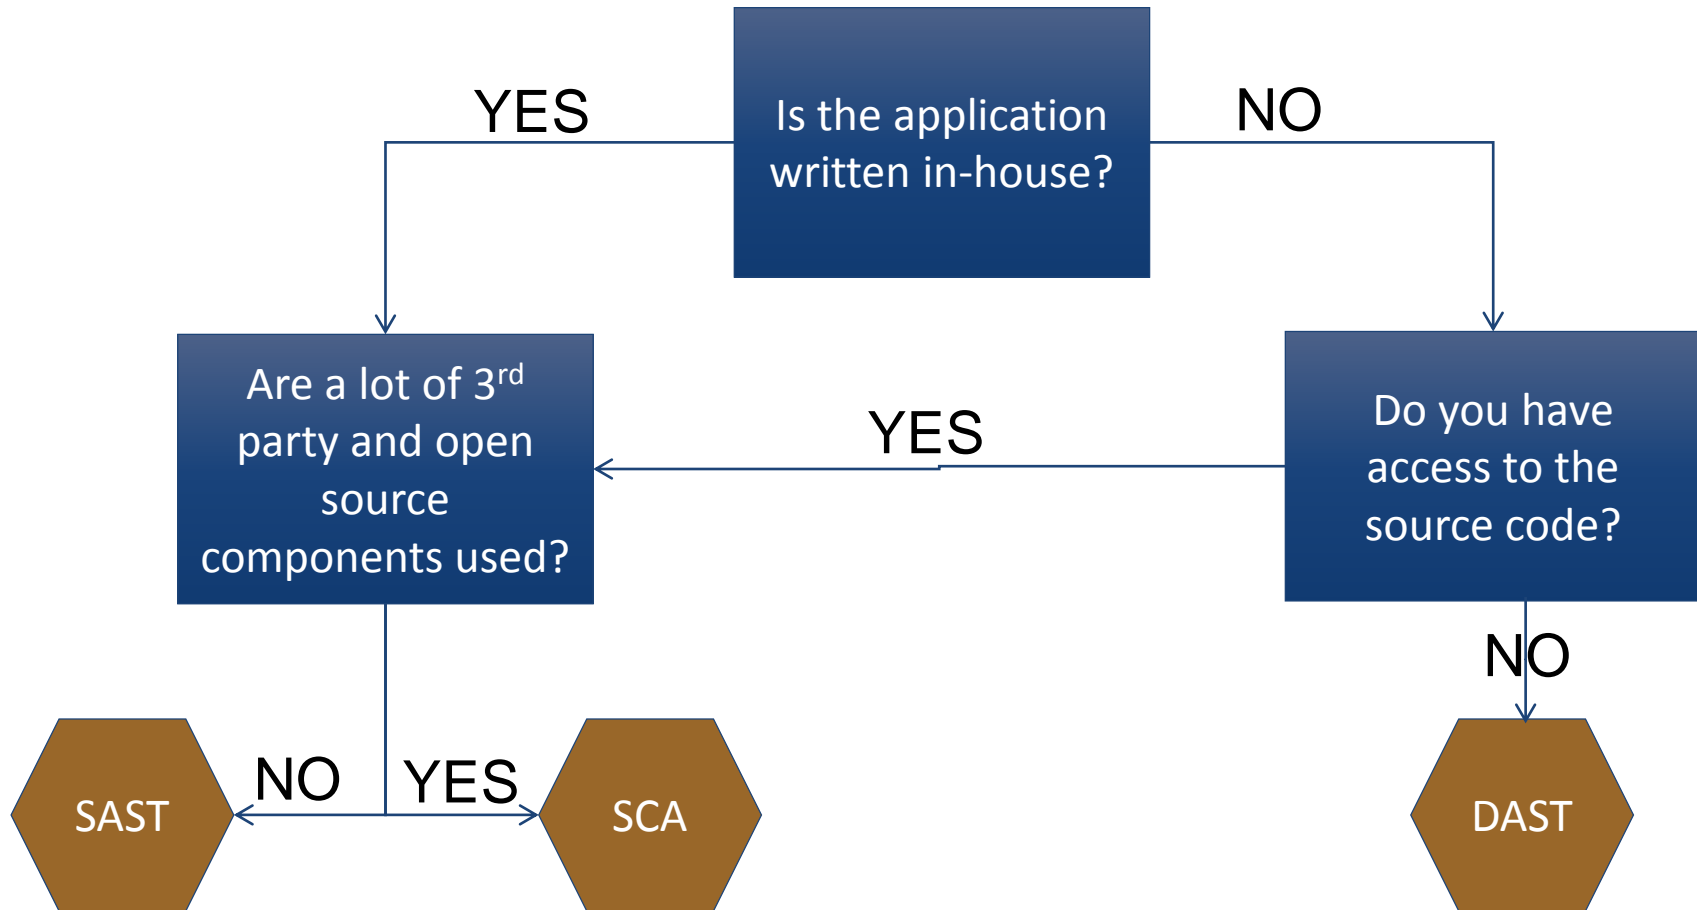 YES
Is the application
written in-house?
NO
Are a lot of 3rd
party and open
source
components used?
YES
Do you have
access to the
source code?
NO
SAST
NO
YES
SCA
DAST